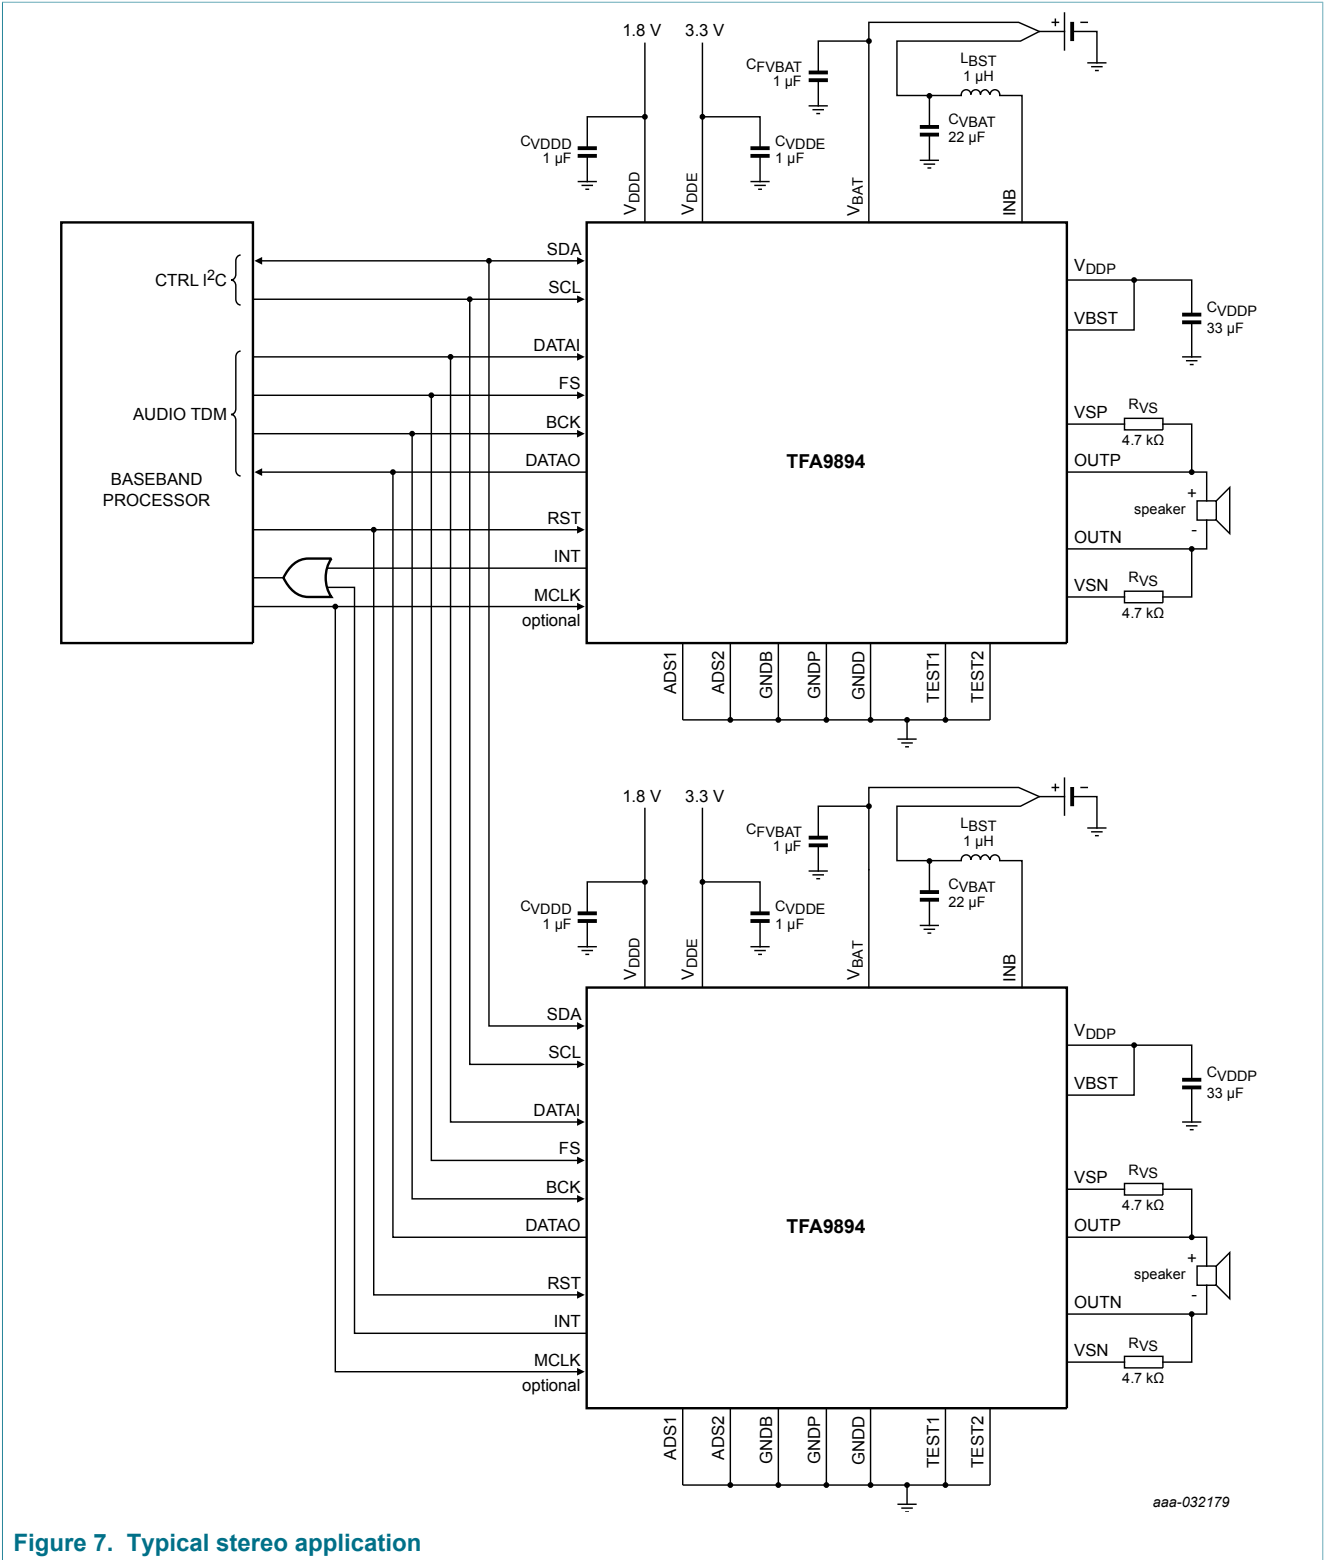 1.8 V
3.3 V
CFVBAT
1 µF
LBST
1 µH
CVBAT
22 µF
CVDDD
1 µF
CVDDE
1 µF
VDDD
VDDE
VBAT
INB
CTRL I2C
AUDIO TDM
BASEBAND
PROCESSOR
SDA
SCL
DATAI
FS
BCK
DATAO
RST
INT
MCLK
optional
TFA9894
VDDP
VBST
CVDDP
33 µF
VSP
RVS
4.7 kΩ
OUTP
+
speaker
-
OUTN
VSN
RVS
4.7 kΩ
+
-
ADS1
ADS2
GNDB
GNDP
GNDD
TEST1
TEST2
1.8 V
3.3 V
CFVBAT
1 µF
LBST
1 µH
CVBAT
22 µF
CVDDD
1 µF
CVDDE
1 µF
VDDD
VDDE
VBAT
INB
+
-
SDA
SCL
DATAI
FS
BCK
DATAO
RST
INT
MCLK
optional
TFA9894
VDDP
VBST
CVDDP
33 µF
VSP
RVS
4.7 kΩ
OUTP
+
speaker
-
OUTN
VSN
RVS
4.7 kΩ
ADS1
ADS2
GNDB
GNDP
GNDD
TEST1
TEST2
aaa-032179
Figure 7. Typical stereo application